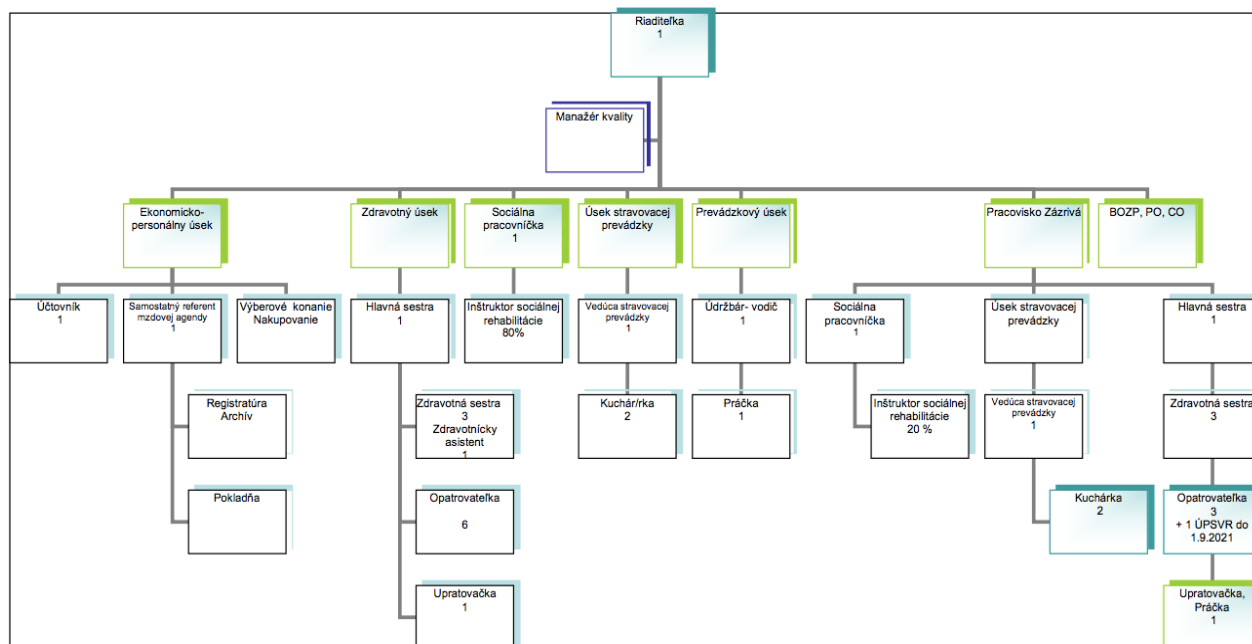 Riaditeľka
1
Manažér kvality
Ekonomicko-
personálny úsek
Zdravotný úsek
Sociálna
pracovníčka
1
Úsek stravovacej
prevádzky
Prevádzkový úsek
Pracovisko Zázrivá
BOZP, PO, CO
Účtovník
1
Samostatný referent
mzdovej agendy
1
Výberové konanie
Nakupovanie
Hlavná sestra
1
Inštruktor sociálnej
rehabilitácie
80%
Vedúca stravovacej
prevádzky
1
Údržbár- vodič
1
Sociálna
pracovníčka
1
Úsek stravovacej
prevádzky
Hlavná sestra
1
Registratúra
Archív
Zdravotná sestra
3
Zdravotnícky
asistent
1
Kuchár/rka
2
Práčka
1
Inštruktor sociálnej
rehabilitácie
20 %
Vedúca stravovacej
prevádzky
1
Zdravotná sestra
3
Pokladňa
Opatrovateľka
6
Kuchárka
2
Opatrovateľka
3
+ 1 ÚPSVR do
1.9.2021
Upratovačka
1
Upratovačka,
Práčka
1